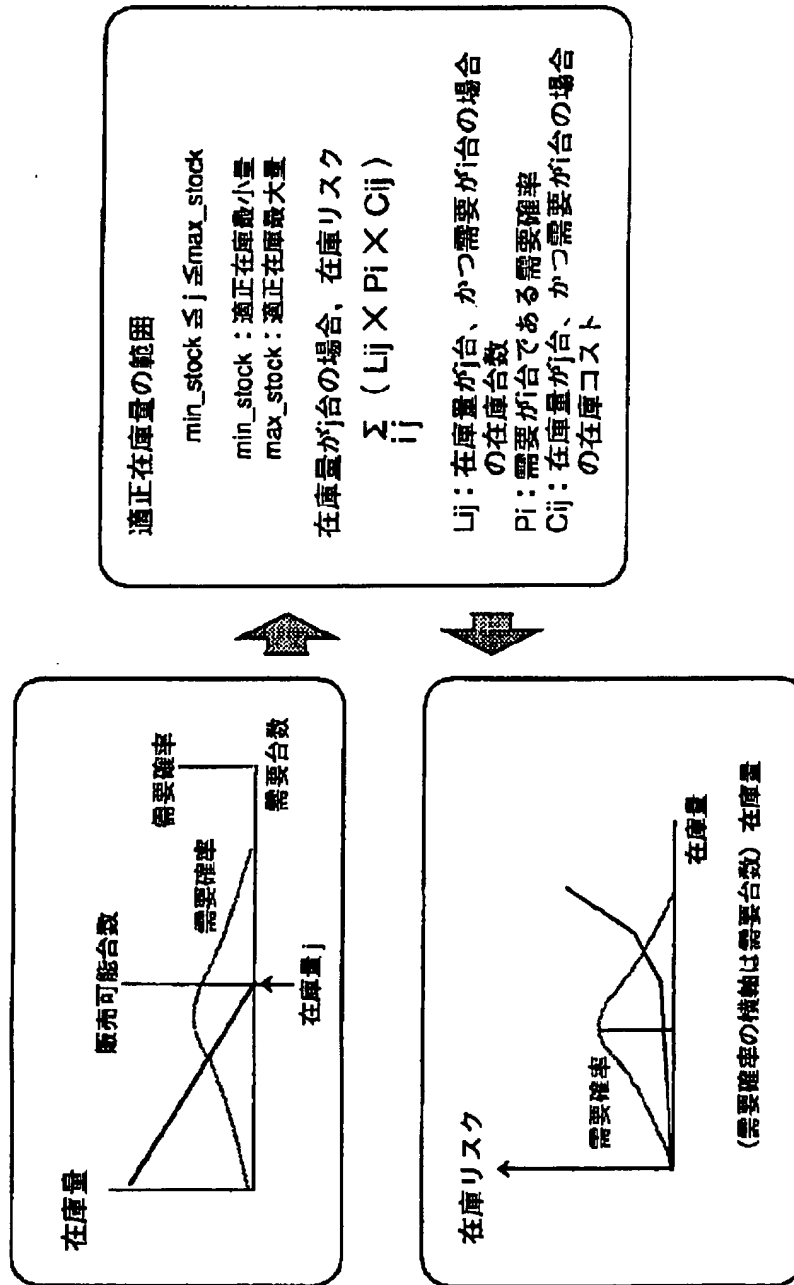 在庫量
販売可能台数
需要確率
需要確率
需要台数
在庫量 j
適正在庫量の範囲
min_stock ≦ j ≦max_stock
min_stock：適正在庫最小量
max_stock：適正在庫最大量
在庫量がj台の場合、在庫リスク
Σ ( Lij × Pi × Cij )
i j
Lij：在庫量がj台、かつ需要がi台の場合
の在庫台数
Pi：需要がi台である需要確率
Cij：在庫量がj台、かつ需要がi台の場合
の在庫コスト
在庫リスク
需要確率
在庫量
(需要確率の横軸は需要台数) 在庫量